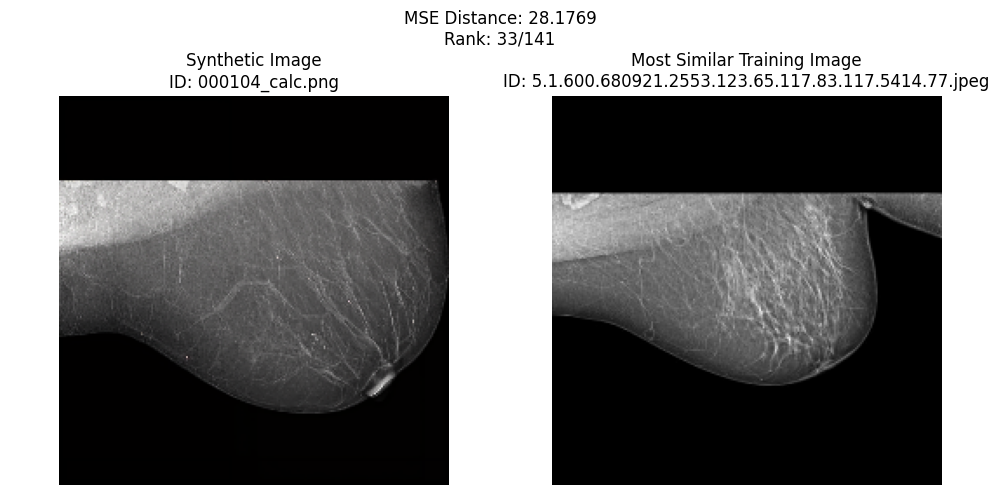 MSE Distance: 28.1769
Rank: 33/141
Synthetic Image
ID: 000104_calc.png
Most Similar Training Image
ID: 5.1.600.680921.2553.123.65.117.83.117.5414.77.jpeg